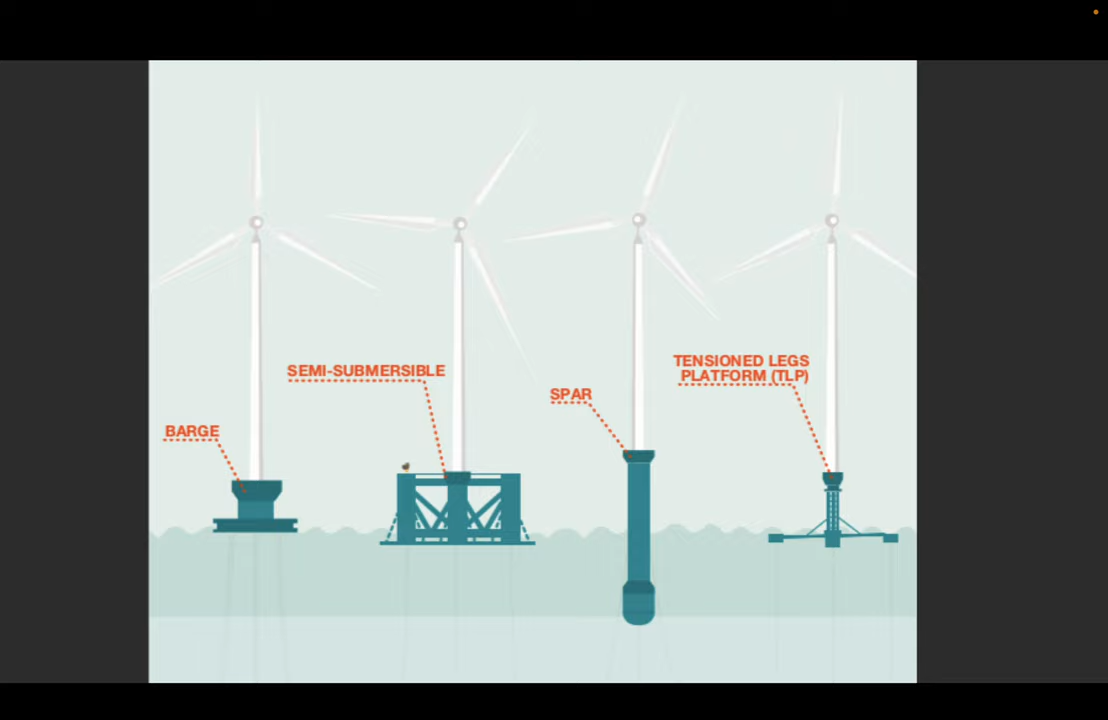 SEMI-SUBMERSIBLE
TENSIONED LEGS
PLATFORM (TLP)
SPAR
BARGE